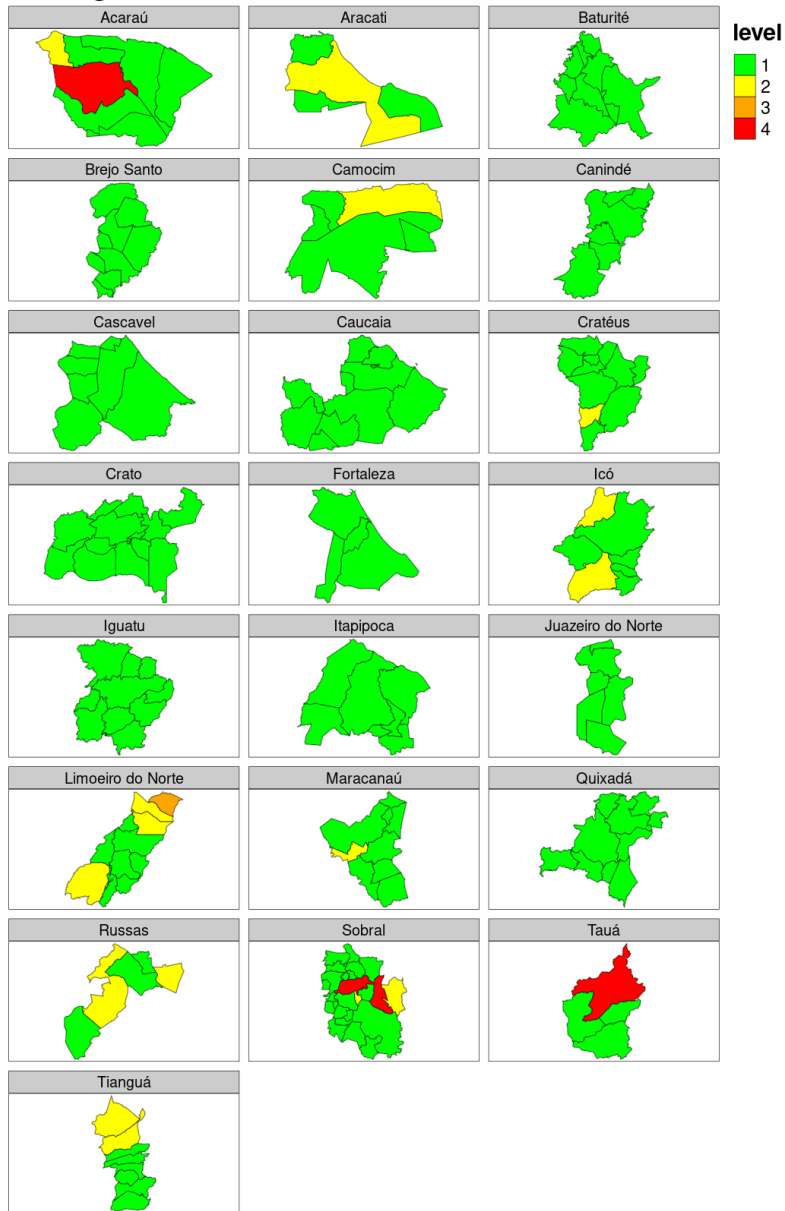 Acaraú
Aracati
Baturité
level
1
2
3
4
Brejo Santo
Camocim
Canindé
Cascavel
Caucaia
Cratéus
Crato
Fortaleza
Icó
Iguatu
Itapipoca
Juazeiro do Norte
Limoeiro do Norte
Maracanaú
Quixadá
Russas
Sobral
Tauá
Tianguá